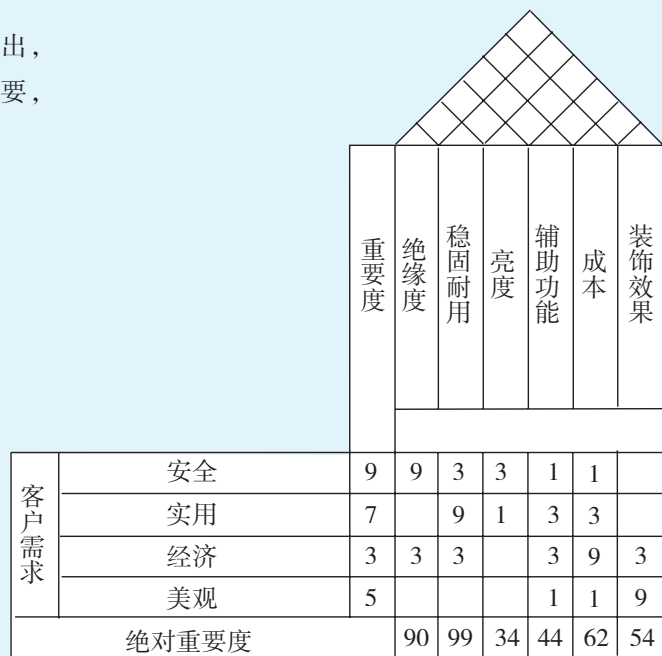 出，
要，
重要度
绝缘度
稳固耐用
亮度
辅助功能
成本
装饰效果
客户需求
安全 9 9 3 3 1 1
实用 7 9 1 3 3
经济 3 3 3 3 9 3
美观 5 1 1 9
绝对重要度 90 99 34 44 62 54